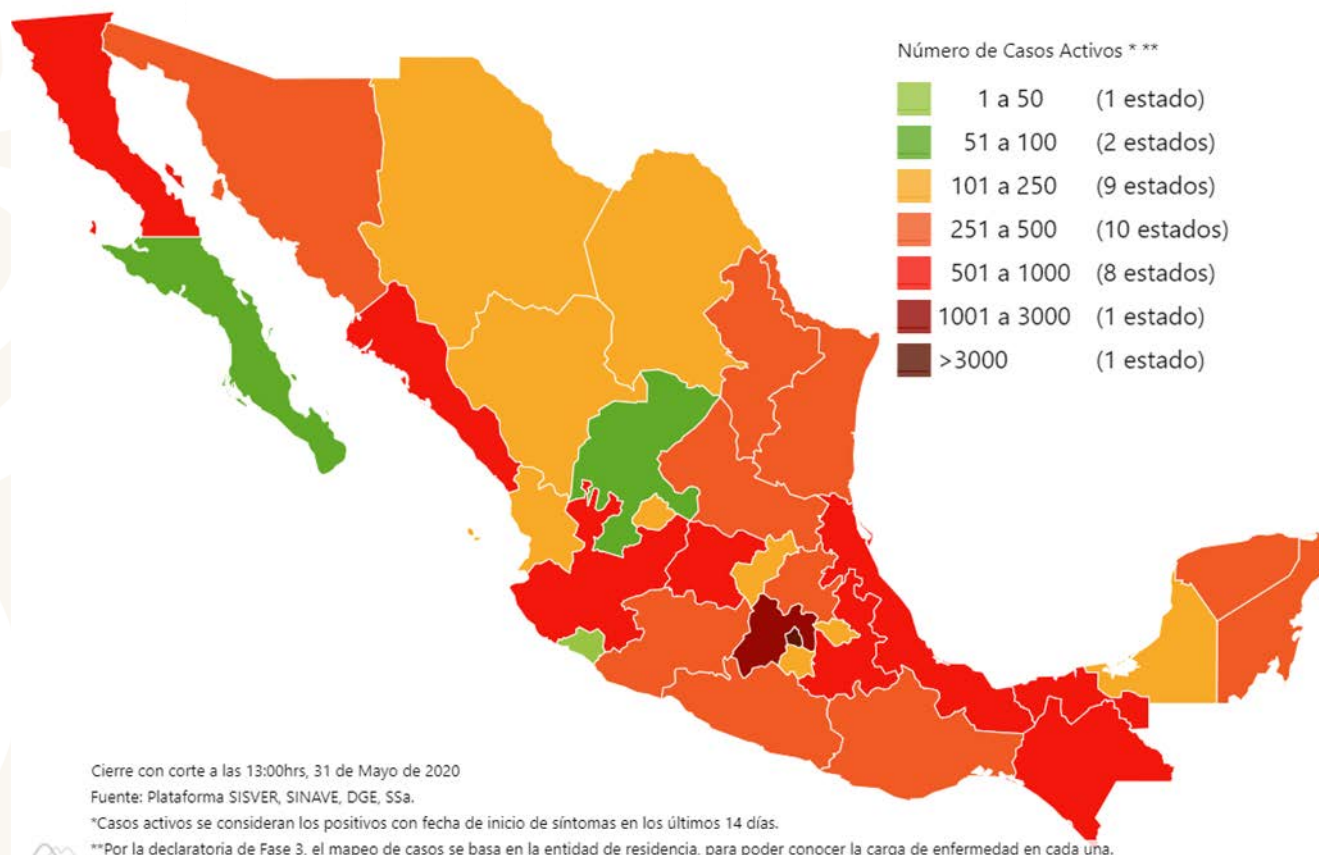 Número de Casos Activos * **
1 a 50 (1 estado)
51 a 100 (2 estados)
101 a 250 (9 estados)
251 a 500 (10 estados)
501 a 1000 (8 estados)
1001 a 3000 (1 estado)
>3000 (1 estado)
Cierre con corte a las 13:00hrs, 31 de Mayo de 2020
Fuente: Plataforma SISVER, SINAVE, DGE, SSa.
*Casos activos se consideran los positivos con fecha de inicio de síntomas en los últimos 14 días.
**Por la declaratoria de Fase 3, el mapeo de casos se basa en la entidad de residencia, para poder conocer la carga de enfermedad en cada una.